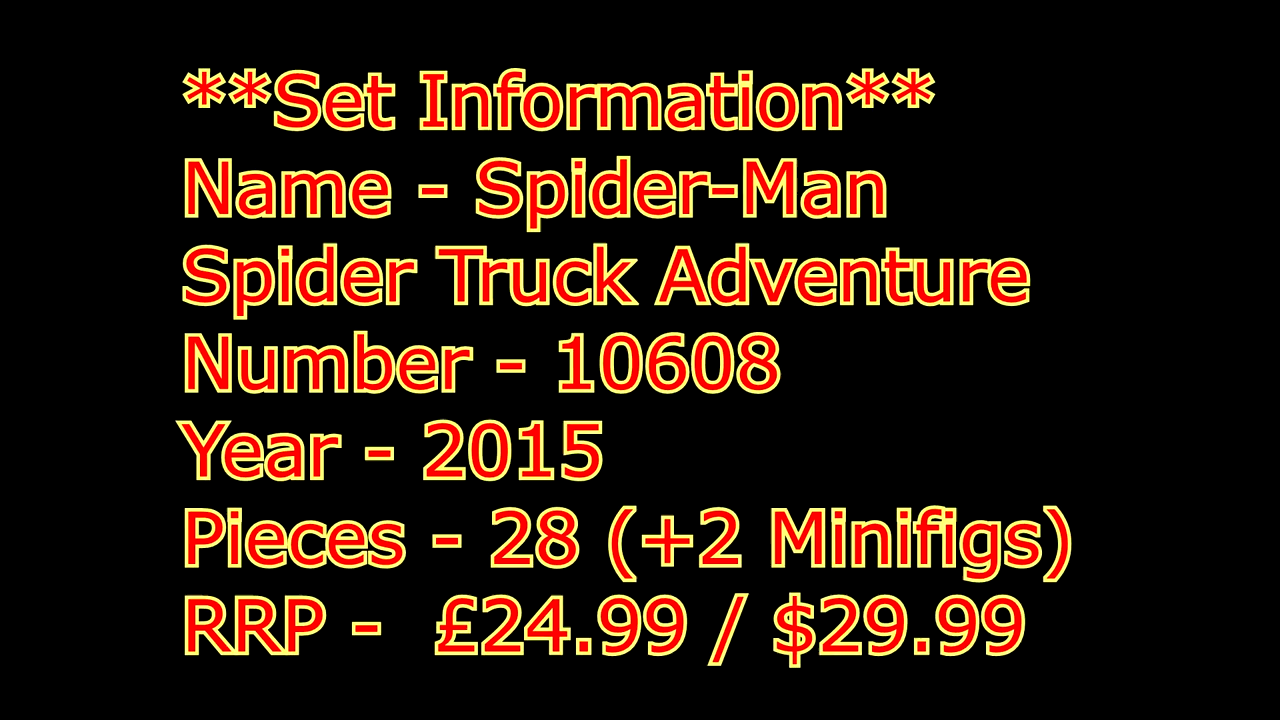 **Set Information**
Name - Spider-Man
Spider Truck Adventure
Number - 10608
Year - 2015
Pieces - 28 (+2 Minifigs)
RRP -  £24.99 / $29.99